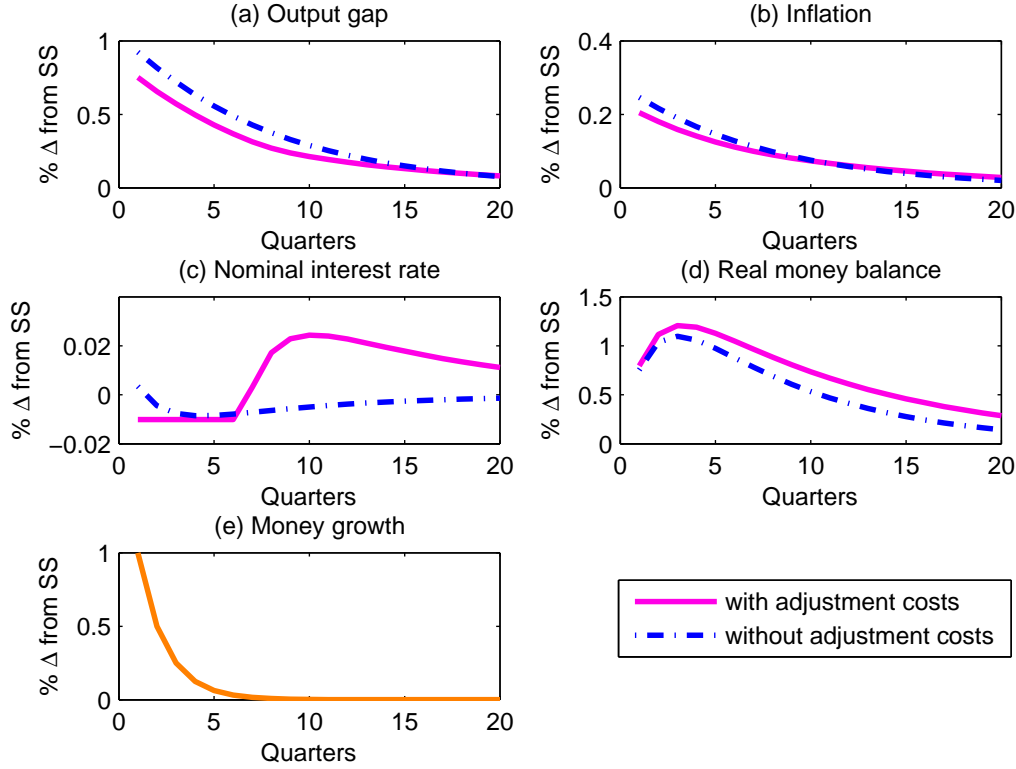 (a) Output gap
% Δ from SS
1
0.5
0
0 5 10 15 20
Quarters
(b) Inflation
% Δ from SS
0.4
0.2
0
0 5 10 15 20
Quarters
(c) Nominal interest rate
% Δ from SS
0.02
0
−0.02
0 5 10 15 20
Quarters
(d) Real money balance
% Δ from SS
1.5
1
0.5
0
0 5 10 15 20
Quarters
(e) Money growth
% Δ from SS
1
0.5
0
0 5 10 15 20
Quarters
with adjustment costs
without adjustment costs